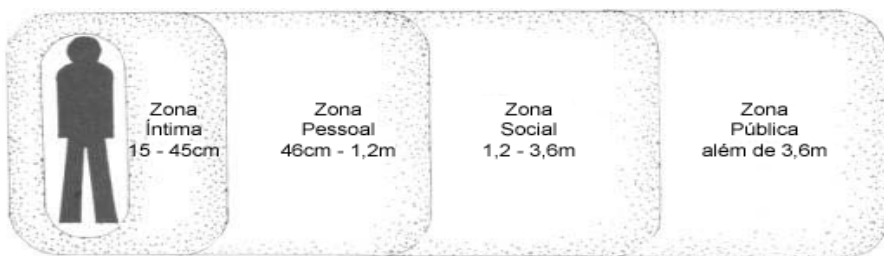 Zona
Íntima
15 - 45cm
Zona
Pessoal
46cm - 1,2m
Zona
Social
1,2 - 3,6m
Zona
Pública
além de 3,6m